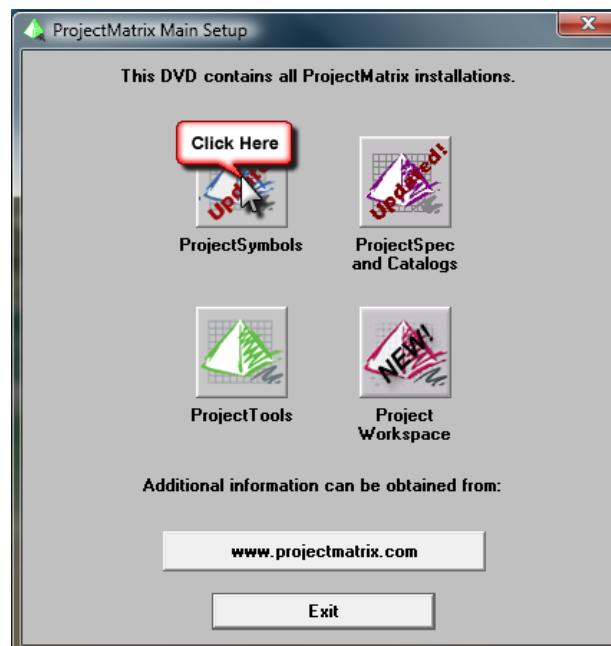 ProjectMatrix Main Setup
This DVD contains all ProjectMatrix installations.
Click Here
Updated!
ProjectSymbols
Updated!
ProjectSpec
and Catalogs
ProjectTools
NEW!
Project
Workspace
Additional information can be obtained from:
www.projectmatrix.com
Exit